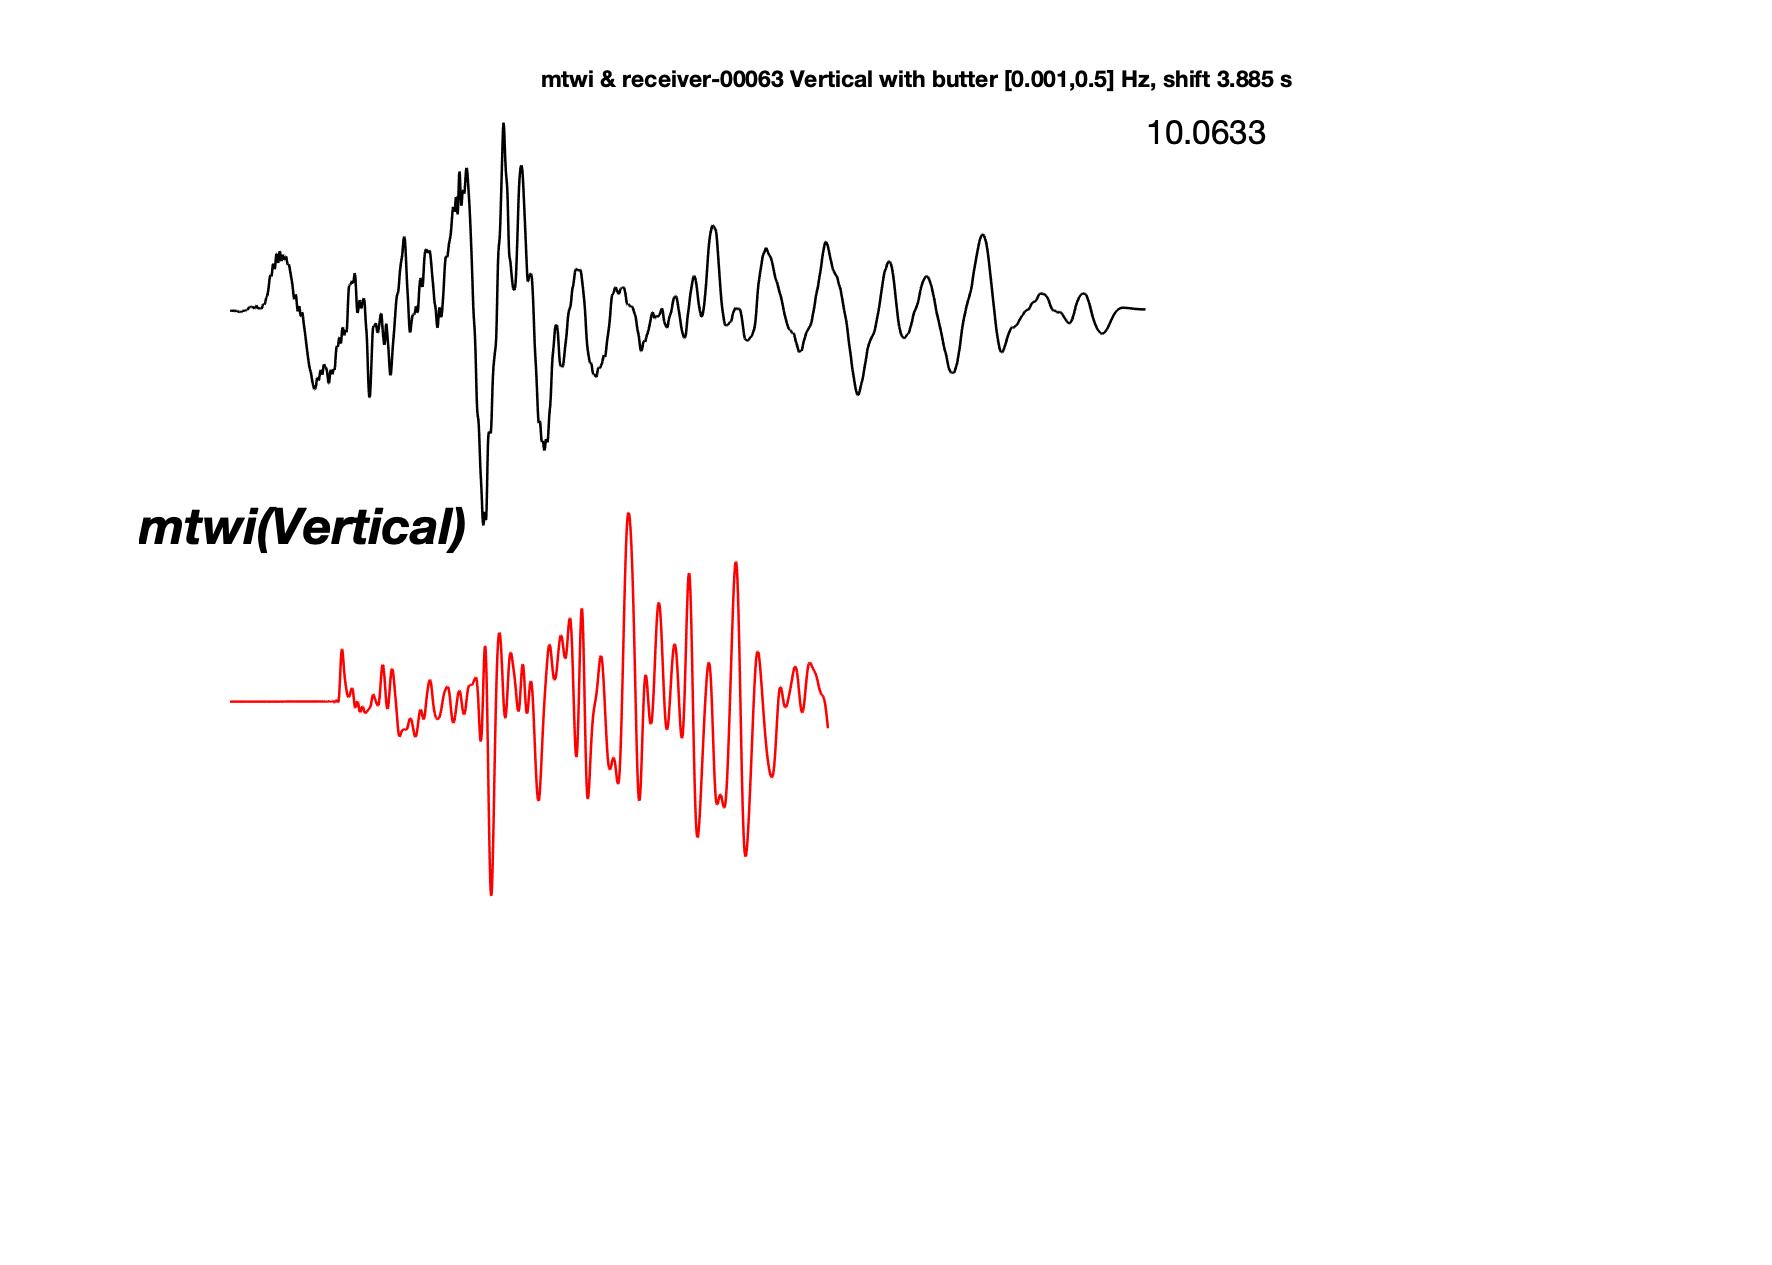 mtwi & receiver-00063 Vertical with butter [0.001,0.5] Hz, shift 3.885 s
10.0633
mtwi(Vertical)